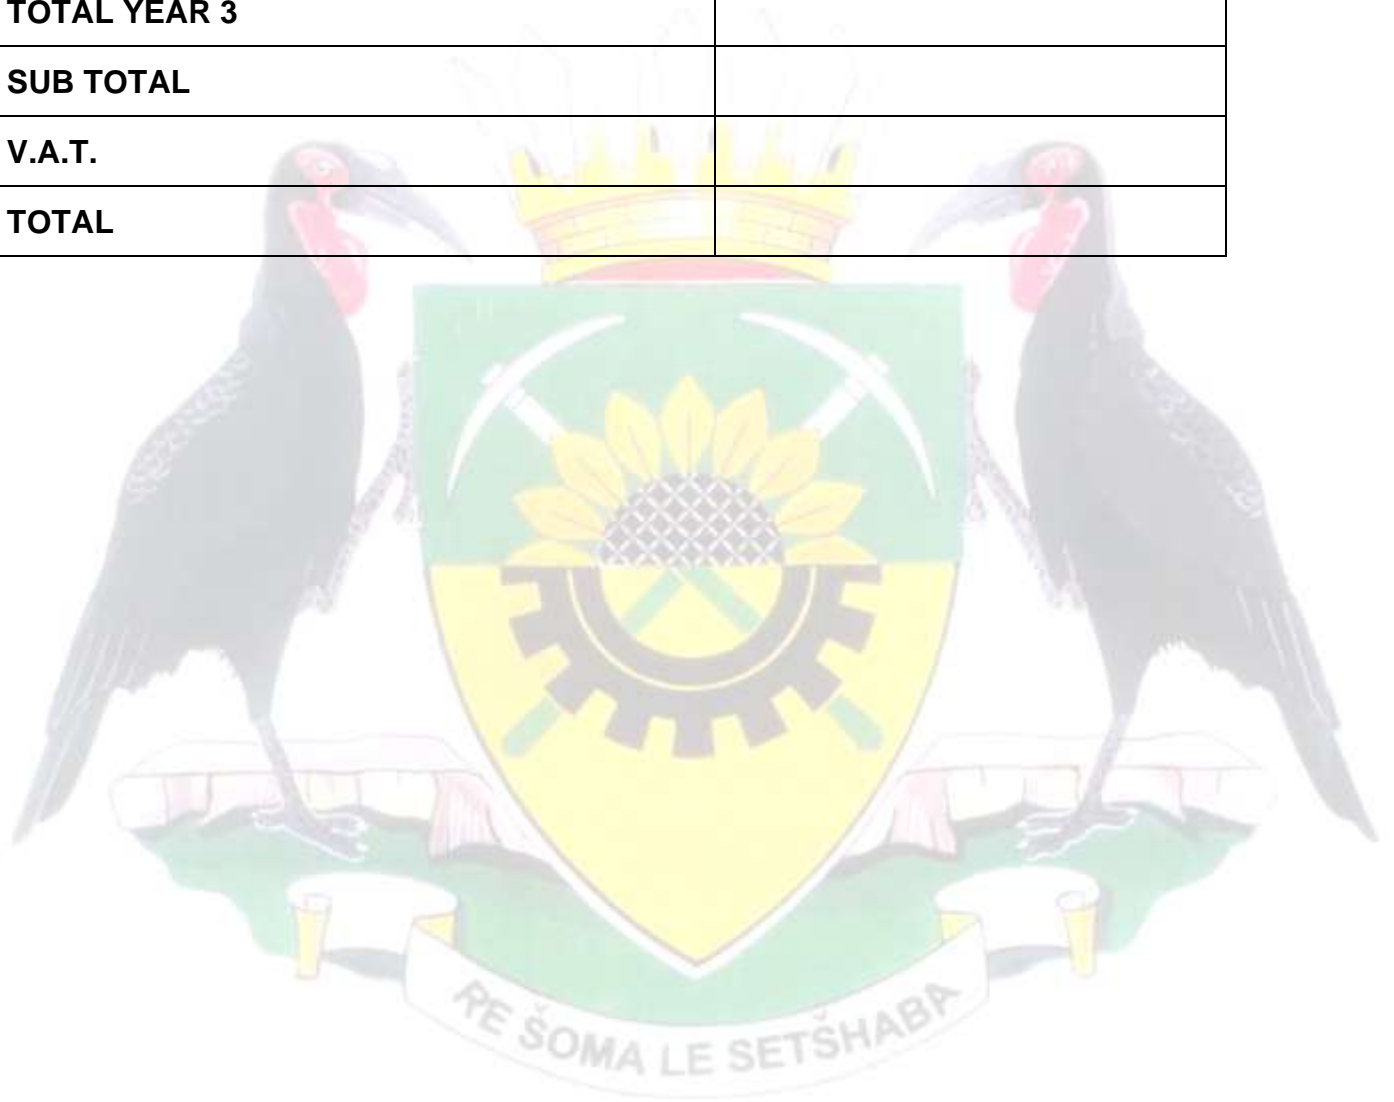 TOTAL YEAR 3
SUB TOTAL
V.A.T.
TOTAL
RE ŠOMA LE SETŠHABA